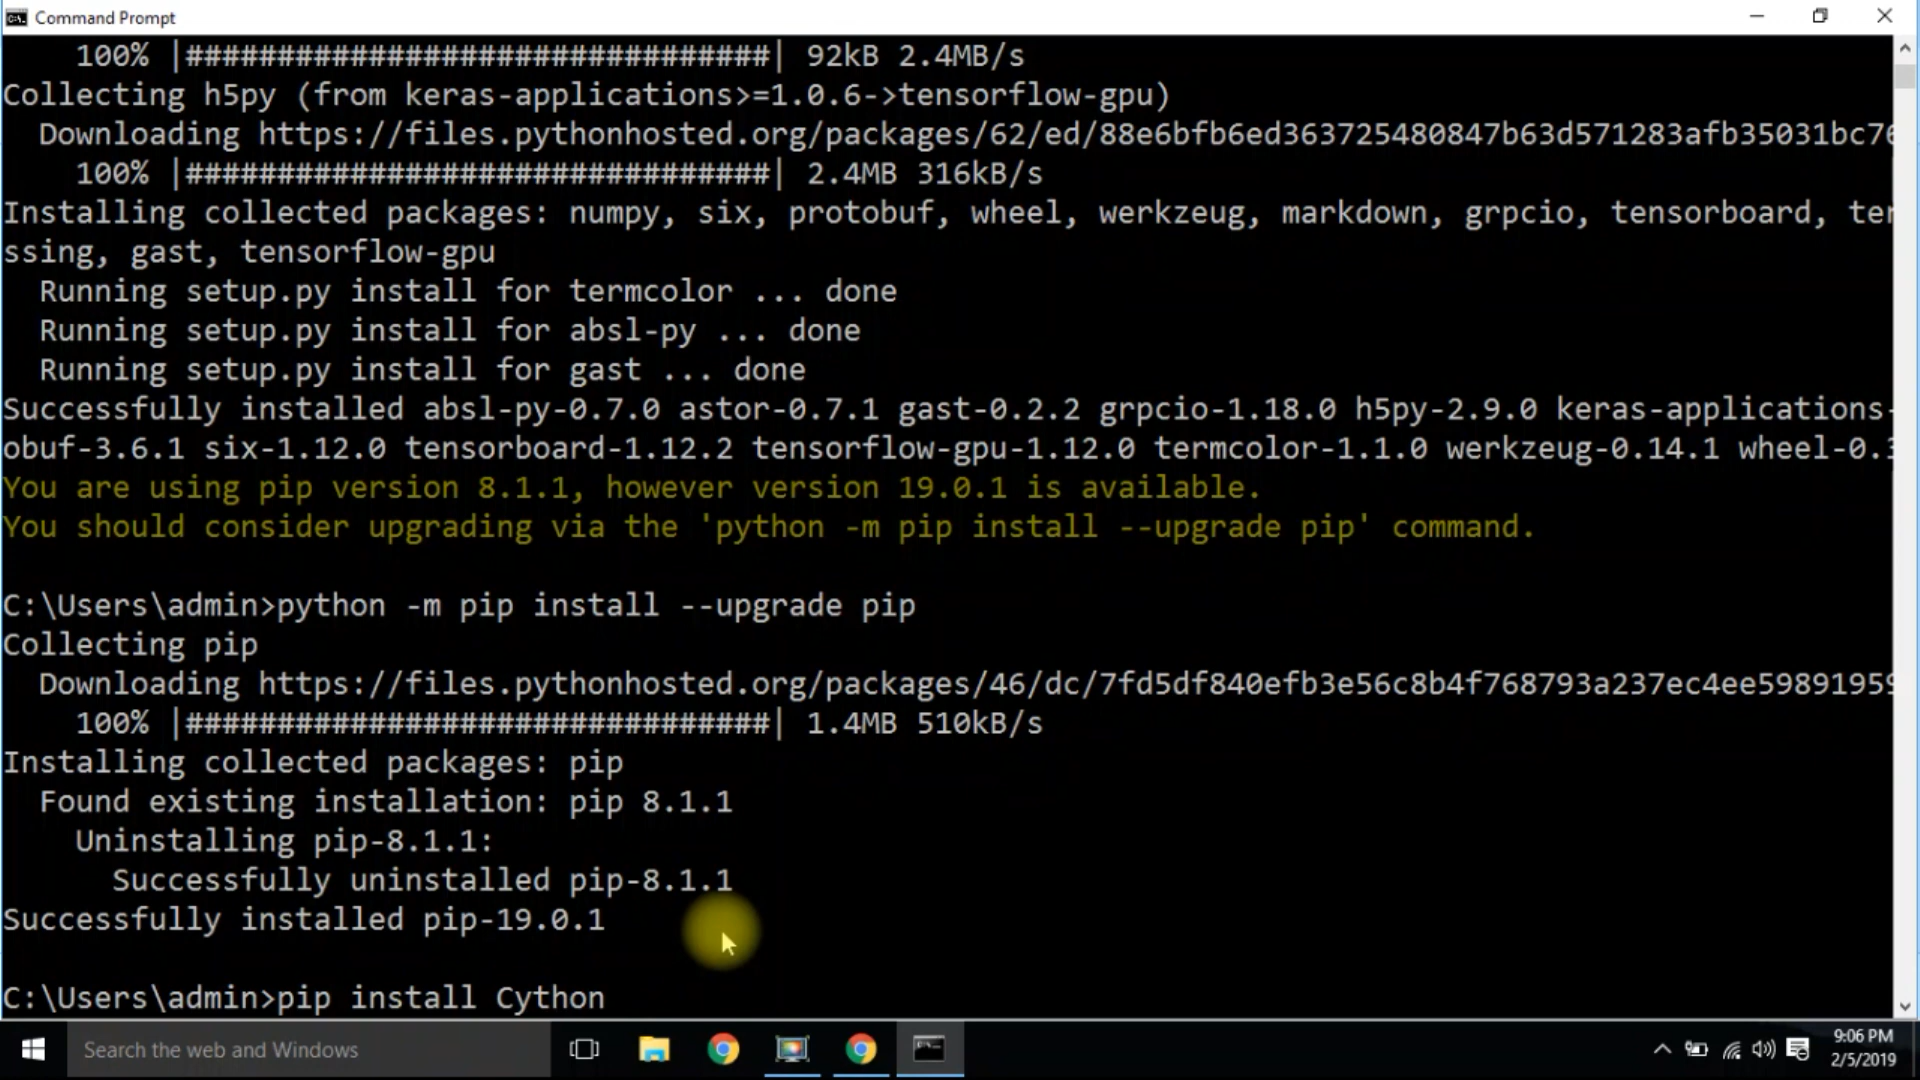 Command Prompt
100% |################################| 92kB 2.4MB/s
Collecting h5py (from keras-applications>=1.0.6->tensorflow-gpu)
Downloading https://files.pythonhosted.org/packages/62/ed/88e6bfb6ed363725480847b63d571283afb35031bc76
100% |################################| 2.4MB 316kB/s
Installing collected packages: numpy, six, protobuf, wheel, werkzeug, markdown, grpcio, tensorboard, ter
ssing, gast, tensorflow-gpu
Running setup.py install for termcolor ... done
Running setup.py install for absl-py ... done
Running setup.py install for gast ... done
Successfully installed absl-py-0.7.0 astor-0.7.1 gast-0.2.2 grpcio-1.18.0 h5py-2.9.0 keras-applications-
obuf-3.6.1 six-1.12.0 tensorboard-1.12.2 tensorflow-gpu-1.12.0 termcolor-1.1.0 werkzeug-0.14.1 wheel-0.3
You are using pip version 8.1.1, however version 19.0.1 is available.
You should consider upgrading via the 'python -m pip install --upgrade pip' command.
C:\Users\admin>python -m pip install --upgrade pip
Collecting pip
Downloading https://files.pythonhosted.org/packages/46/dc/7fd5df840efb3e56c8b4f768793a237ec4ee59891959
100% |################################| 1.4MB 510kB/s
Installing collected packages: pip
Found existing installation: pip 8.1.1
Uninstalling pip-8.1.1:
Successfully uninstalled pip-8.1.1
Successfully installed pip-19.0.1
C:\Users\admin>pip install Cython
Search the web and Windows
9:06 PM
2/5/2019